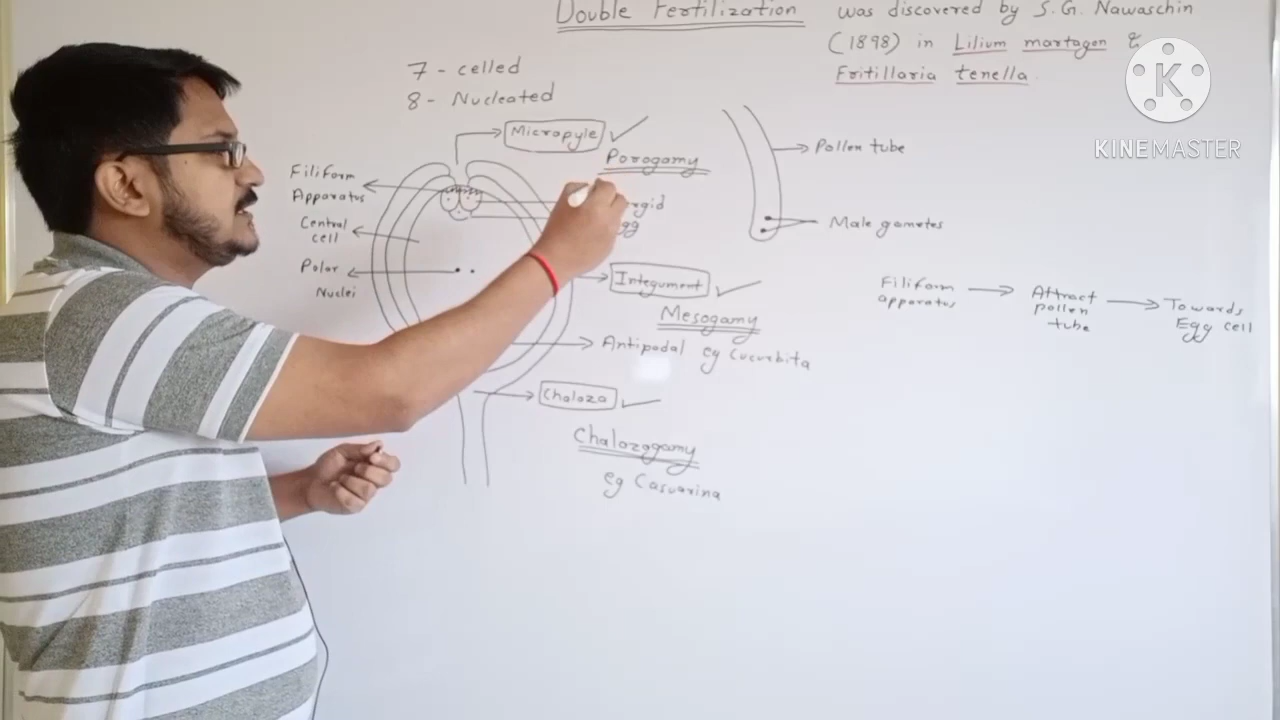 Double Fertilization
was discovered by S.G. Nawaschin
(1898) in Lilium martagon &
Fritillaria tenella.
7 - celled
8 - Nucleated
Micropyle
Porogamy
Filiform
Apparatus
Central
cell
Polar
Nuclei
Integument
Mesogamy
Antipodal eg Cucurbita
Chalaza
Chalazogamy
eg Casuarina
Pollen tube
Male gametes
Filiform
apparatus
Attract
pollen
tube
Towards
Egg cell
K
KINEMASTER